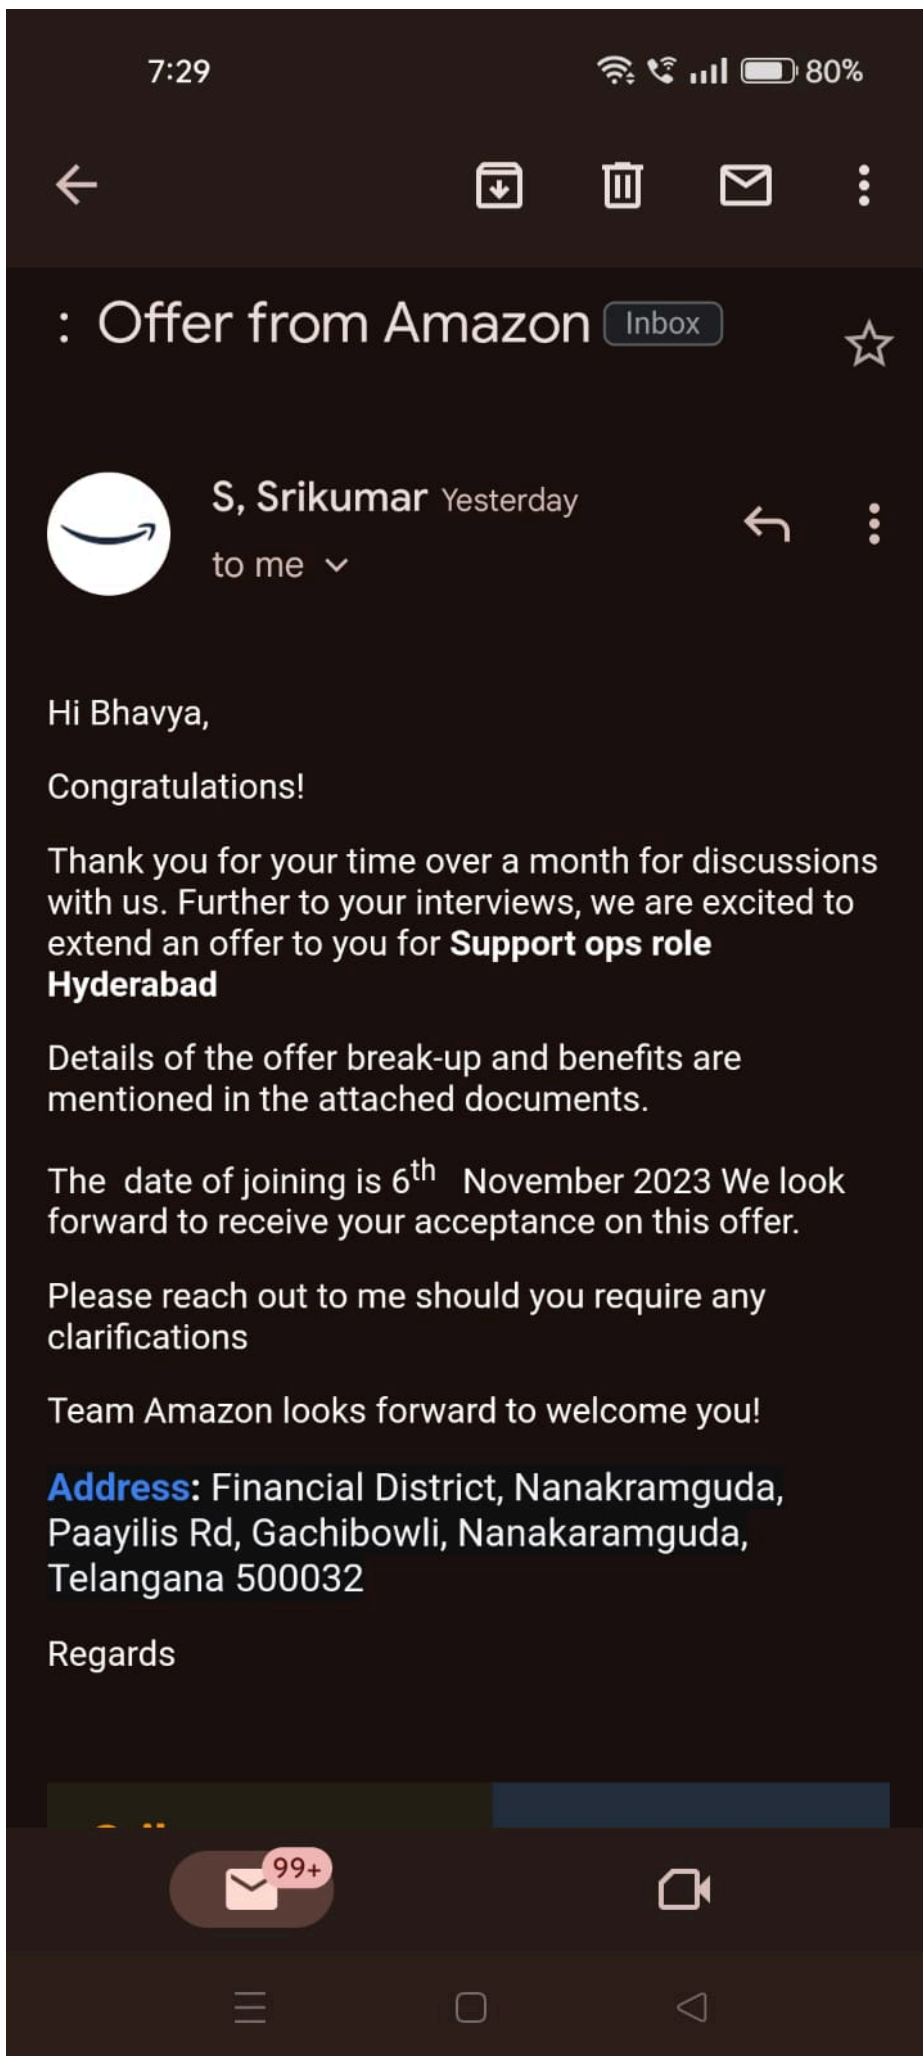 7:29
80%
: Offer from Amazon Inbox
S, Srikumar Yesterday
to me
Hi Bhavya,
Congratulations!
Thank you for your time over a month for discussions
with us. Further to your interviews, we are excited to
extend an offer to you for Support ops role
Hyderabad
Details of the offer break-up and benefits are
mentioned in the attached documents.
The  date of joining is 6th   November 2023 We look
forward to receive your acceptance on this offer.
Please reach out to me should you require any
clarifications
Team Amazon looks forward to welcome you!
Address: Financial District, Nanakramguda,
Paayilis Rd, Gachibowli, Nanakaramguda,
Telangana 500032
Regards
99+